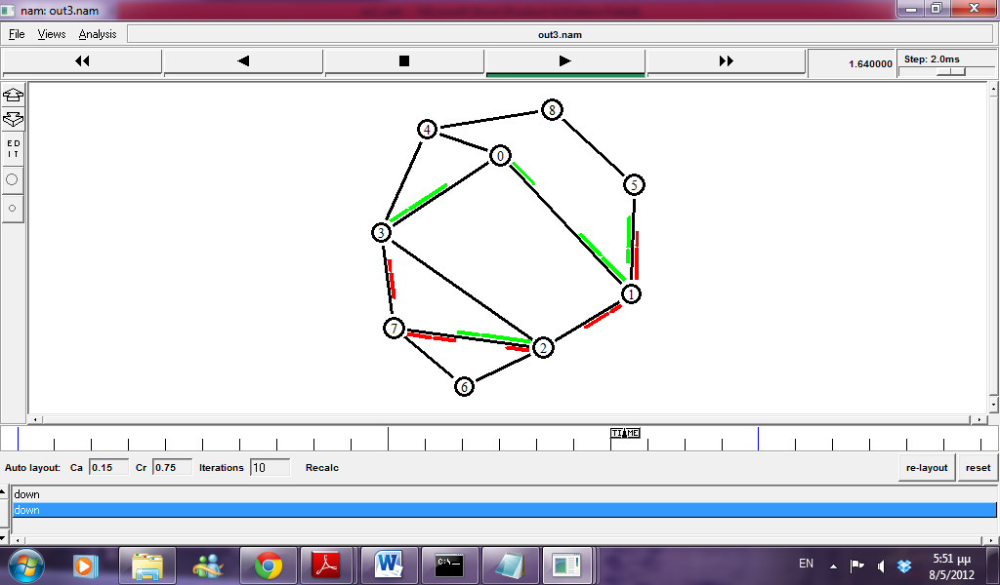 nam: out3.nam
File Views Analysis
out3.nam
1.640000
Step: 2.0ms
8
4
0
5
3
1
7
2
6
E D
I T
TIME
Auto layout: Ca 0.15 Cr 0.75 Iterations 10 Recalc re-layout reset
down
down
EN
5:51 μμ
8/5/2012